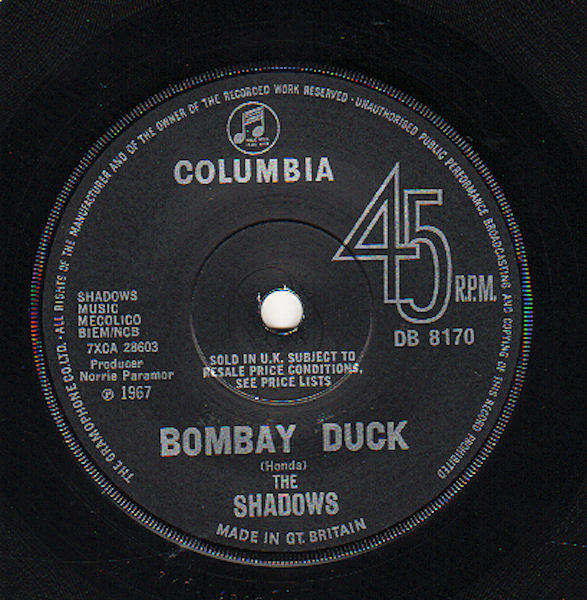 ALL RIGHTS OF THE MANUFACTURER AND OF THE OWNER OF THE RECORDED WORK RESERVED · UNAUTHORISED PUBLIC PERFORMANCE BROADCASTING AND COPYING OF THIS RECORD PROHIBITED
THE GRAMOPHONE CO. LTD. ·
COLUMBIA
45 R.P.M.
DB 8170
SHADOWS
MUSIC
MECOLICO
BIEM/NCB
7XCA 28603
Producer
Norrie Paramor
℗ 1967
SOLD IN U.K. SUBJECT TO
RESALE PRICE CONDITIONS,
SEE PRICE LISTS
BOMBAY DUCK
(Honda)
THE
SHADOWS
MADE IN GT. BRITAIN